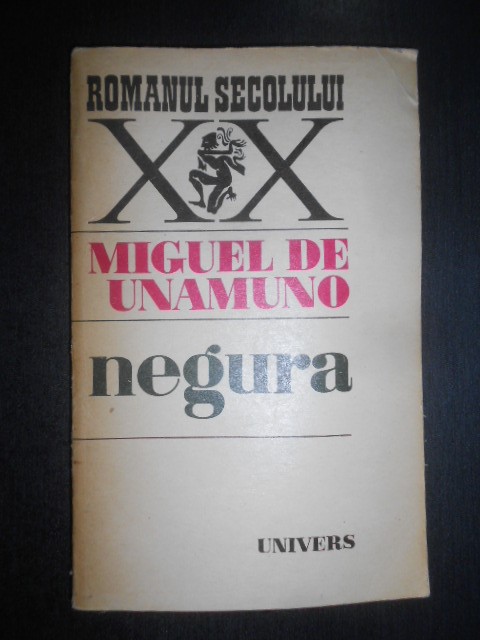 ROMANUL SECOLULUI
XX
MIGUEL DE
UNAMUNO
negura
UNIVERS